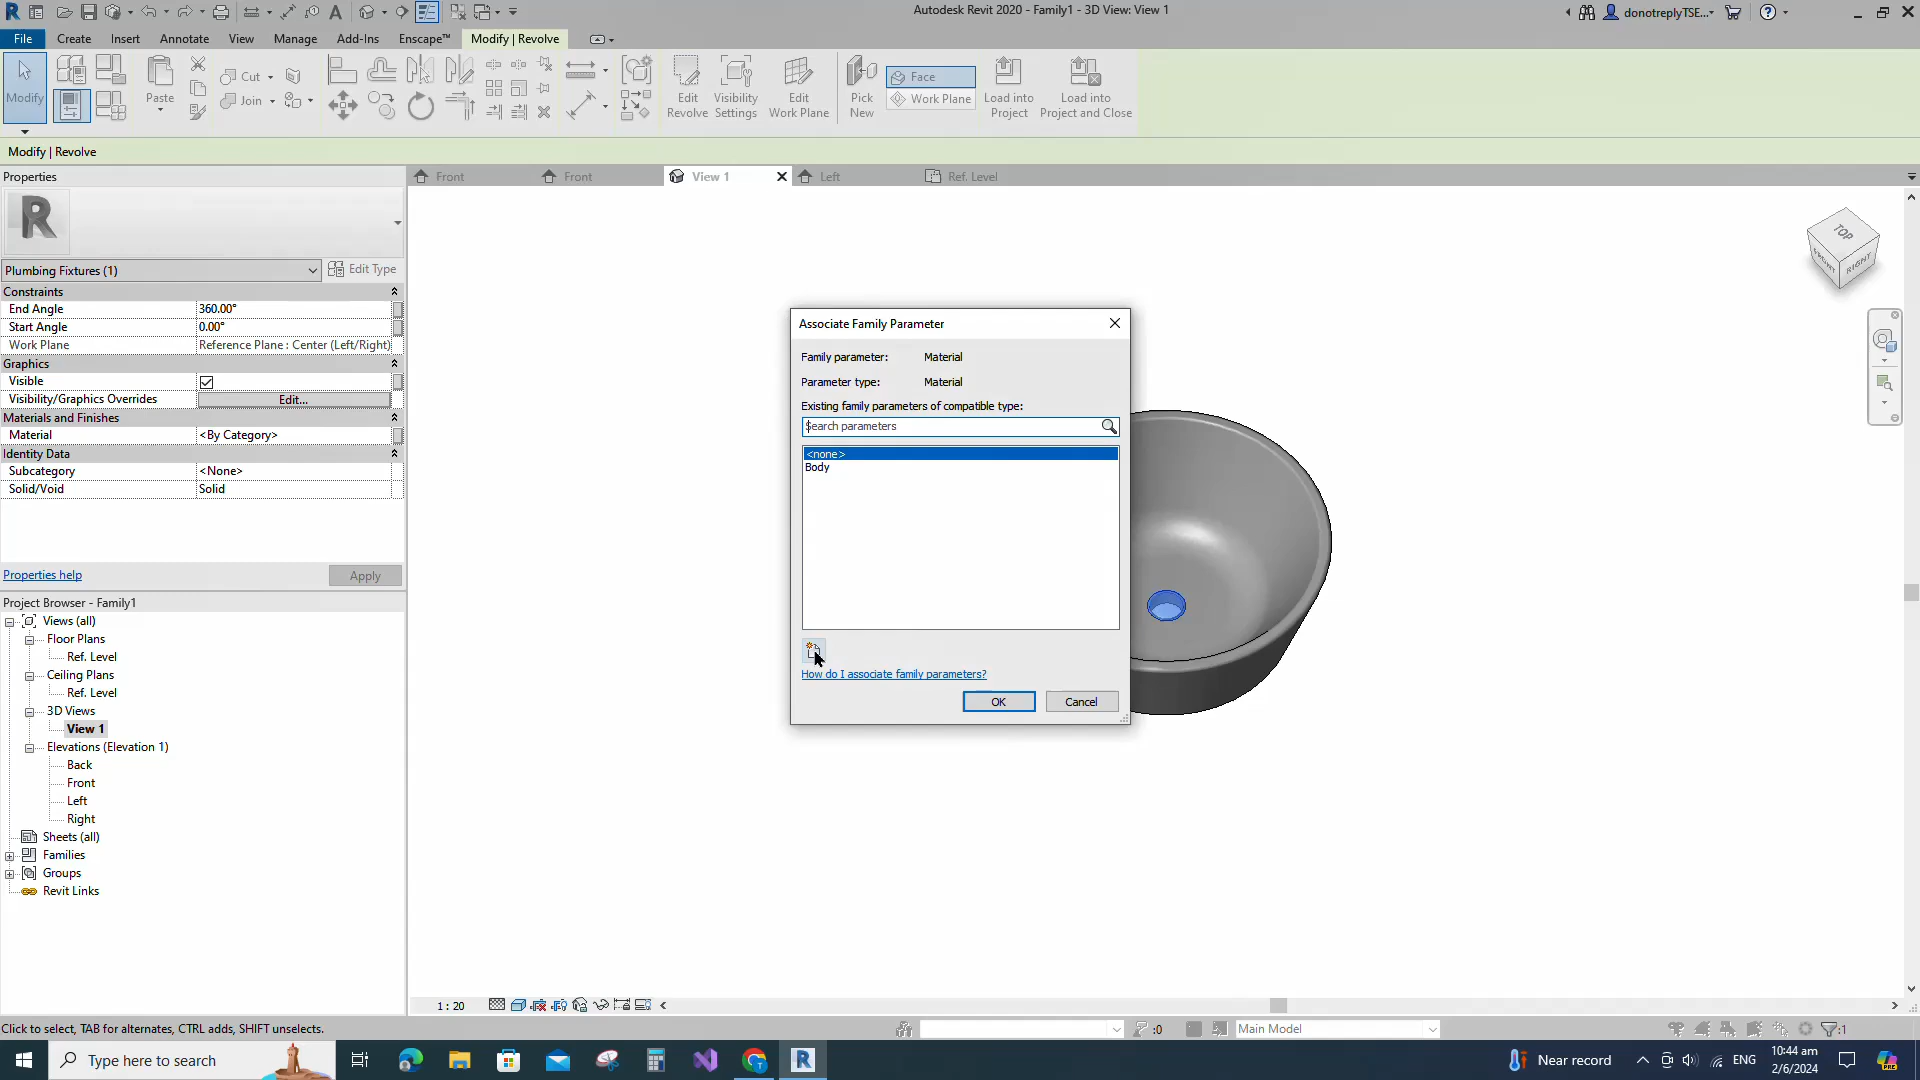 Autodesk Revit 2020 - Family1 - 3D View: View 1
donotreplyTSE...
File Create Insert Annotate View Manage Add-Ins Enscape™ Modify | Revolve
Modify
Paste
Cut
Join
Edit Revolve
Visibility Settings
Edit Work Plane
Pick New
Face
Work Plane
Load into Project
Load into Project and Close
Modify | Revolve
Properties
Front
Front
View 1
Left
Ref. Level
R
Plumbing Fixtures (1)
Edit Type
Constraints
End Angle 360.00°
Start Angle 0.00°
Work Plane Reference Plane : Center (Left/Right)
Graphics
Visible
Visibility/Graphics Overrides Edit...
Materials and Finishes
Material <By Category>
Identity Data
Subcategory <None>
Solid/Void Solid
Properties help
Apply
Project Browser - Family1
Views (all)
Floor Plans
Ref. Level
Ceiling Plans
Ref. Level
3D Views
View 1
Elevations (Elevation 1)
Back
Front
Left
Right
Sheets (all)
Families
Groups
Revit Links
Associate Family Parameter
Family parameter: Material
Parameter type: Material
Existing family parameters of compatible type:
Search parameters
<none>
Body
How do I associate family parameters?
OK
Cancel
TOP
FRONT
RIGHT
1 : 20
Click to select, TAB for alternates, CTRL adds, SHIFT unselects.
:0
Main Model
:1
Type here to search
Near record
ENG
10:44 am
2/6/2024